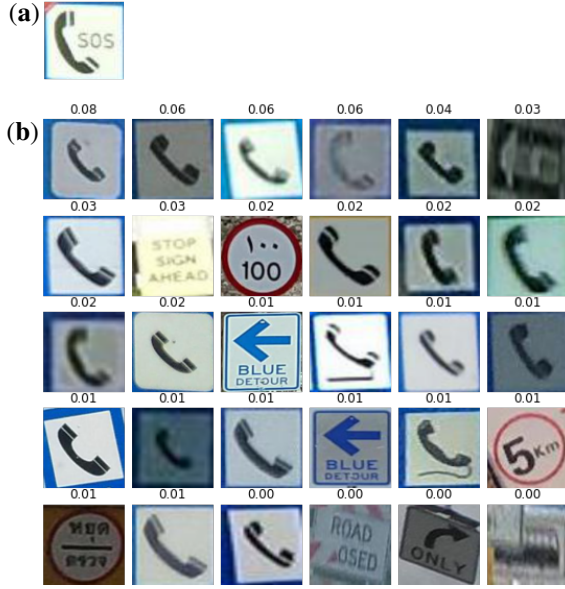 (a)
SOS
(b)
0.08 0.06 0.06 0.06 0.04 0.03
0.03 0.03 0.02 0.02 0.02 0.02
STOP
SIGN
AHEAD
١٠٠
100
0.02 0.02 0.01 0.01 0.01 0.01
BLUE
DETOUR
0.01 0.01 0.01 0.01 0.01 0.01
BLUE
DETOUR
5 Km
0.01 0.01 0.00 0.00 0.00 0.00
หยุด
ตรวจ
ROAD
OSED
ONLY